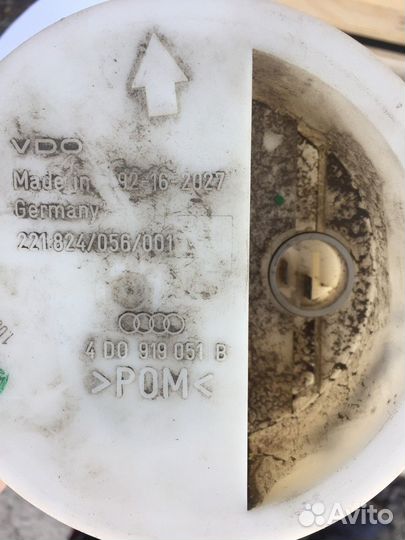 VDO
Made in 92-16-2027
Germany
221.824/056/001
4 D0 919 051 B
>POM<
Avito